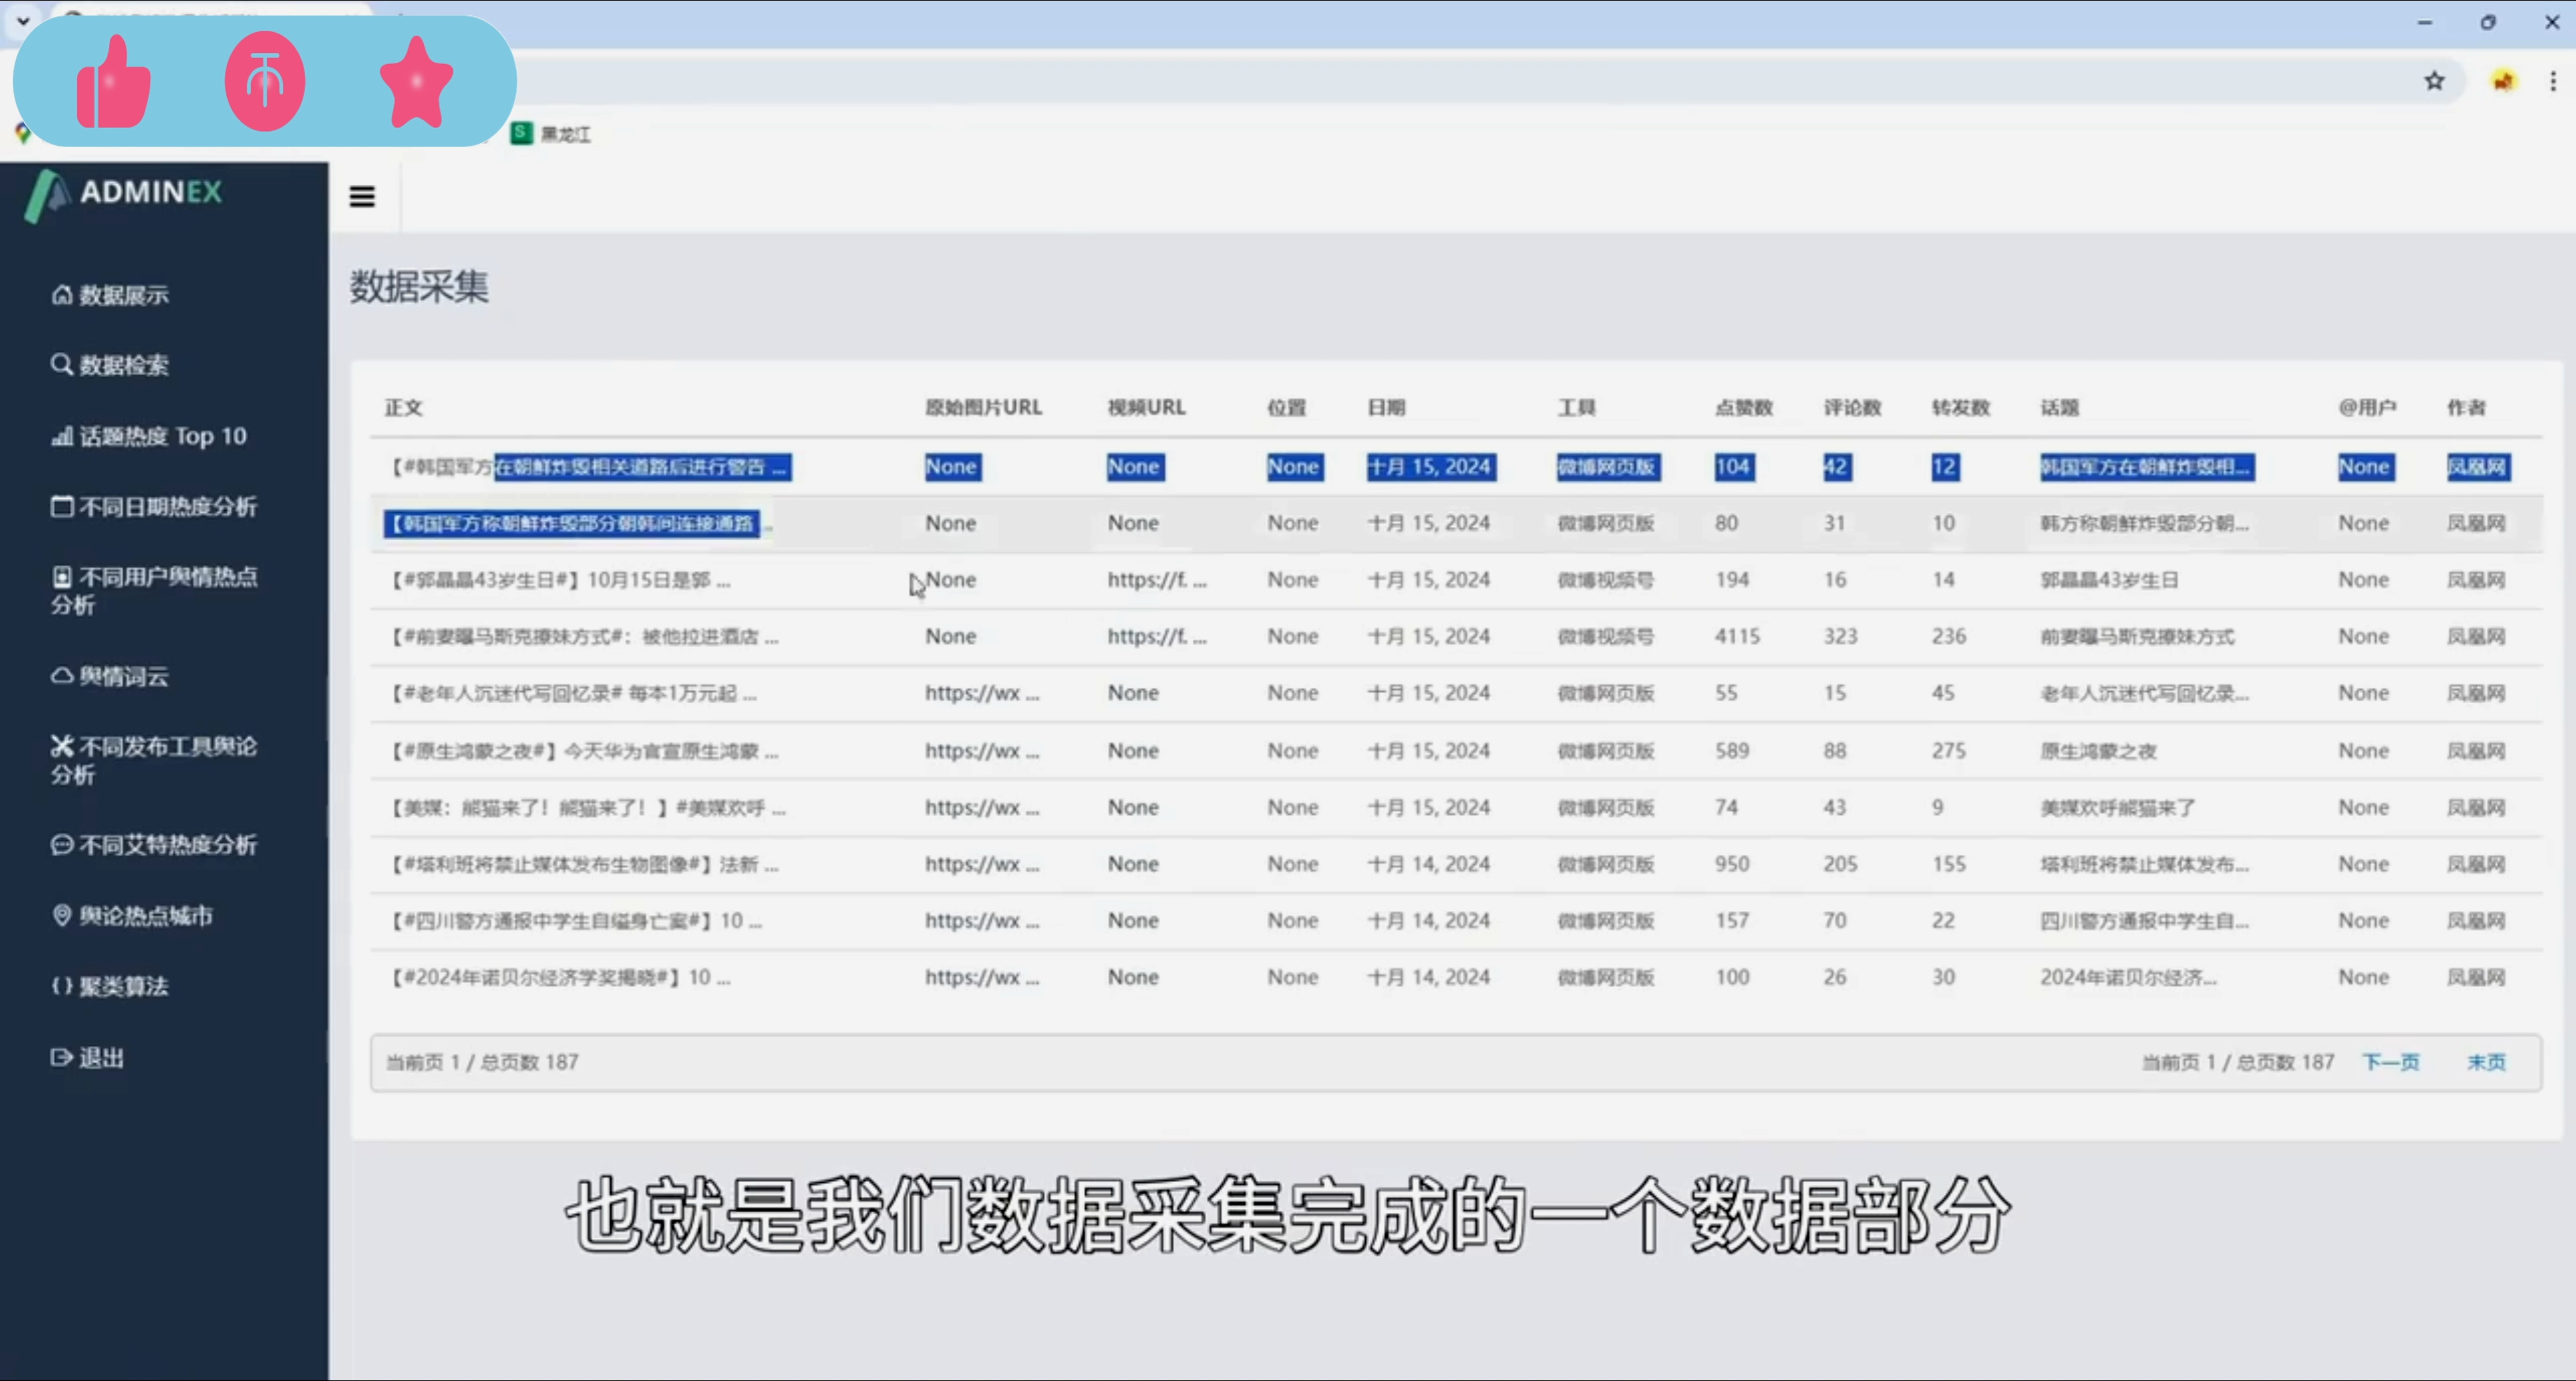 黑龙江
ADMINEX
数据展示
数据检索
话题热度 Top 10
不同日期热度分析
不同用户舆情热点
分析
舆情词云
不同发布工具舆论
分析
不同艾特热度分析
舆论热点城市
{} 聚类算法
退出
数据采集
正文 原始图片URL 视频URL 位置 日期 工具 点赞数 评论数 转发数 话题 @用户 作者
【#韩国军方在朝鲜炸毁相关道路后进行警告 ... None None None 十月 15, 2024 微博网页版 104 42 12 韩国军方在朝鲜炸毁相... None 凤凰网
【韩国军方称朝鲜炸毁部分朝韩间连接通路 ... None None None 十月 15, 2024 微博网页版 80 31 10 韩方称朝鲜炸毁部分朝... None 凤凰网
【#郭晶晶43岁生日#】10月15日是郭 ... None https://f. ... None 十月 15, 2024 微博视频号 194 16 14 郭晶晶43岁生日 None 凤凰网
【#前妻曝马斯克撩妹方式#：被他拉进酒店 ... None https://f. ... None 十月 15, 2024 微博视频号 4115 323 236 前妻曝马斯克撩妹方式 None 凤凰网
【#老年人沉迷代写回忆录# 每本1万元起 ... https://wx ... None None 十月 15, 2024 微博网页版 55 15 45 老年人沉迷代写回忆录... None 凤凰网
【#原生鸿蒙之夜#】今天华为官宣原生鸿蒙 ... https://wx ... None None 十月 15, 2024 微博网页版 589 88 275 原生鸿蒙之夜 None 凤凰网
【美媒：熊猫来了！熊猫来了！】#美媒欢呼 ... https://wx ... None None 十月 15, 2024 微博网页版 74 43 9 美媒欢呼熊猫来了 None 凤凰网
【#塔利班将禁止媒体发布生物图像#】法新 ... https://wx ... None None 十月 14, 2024 微博网页版 950 205 155 塔利班将禁止媒体发布... None 凤凰网
【#四川警方通报中学生自缢身亡案#】10 ... https://wx ... None None 十月 14, 2024 微博网页版 157 70 22 四川警方通报中学生自... None 凤凰网
【#2024年诺贝尔经济学奖揭晓#】10 ... https://wx ... None None 十月 14, 2024 微博网页版 100 26 30 2024年诺贝尔经济... None 凤凰网
当前页 1 / 总页数 187 当前页 1 / 总页数 187 下一页 末页
也就是我们数据采集完成的一个数据部分